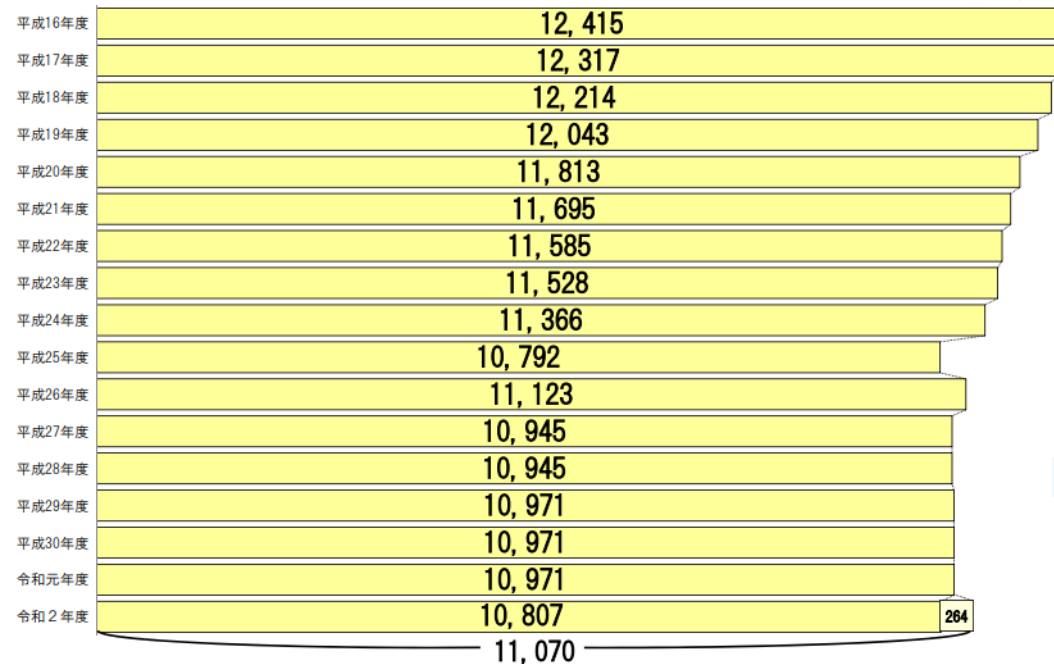 平成16年度 12,415
平成17年度 12,317
平成18年度 12,214
平成19年度 12,043
平成20年度 11,813
平成21年度 11,695
平成22年度 11,585
平成23年度 11,528
平成24年度 11,366
平成25年度 10,792
平成26年度 11,123
平成27年度 10,945
平成28年度 10,945
平成29年度 10,971
平成30年度 10,971
令和元年度 10,971
令和２年度 10,807 264
11,070